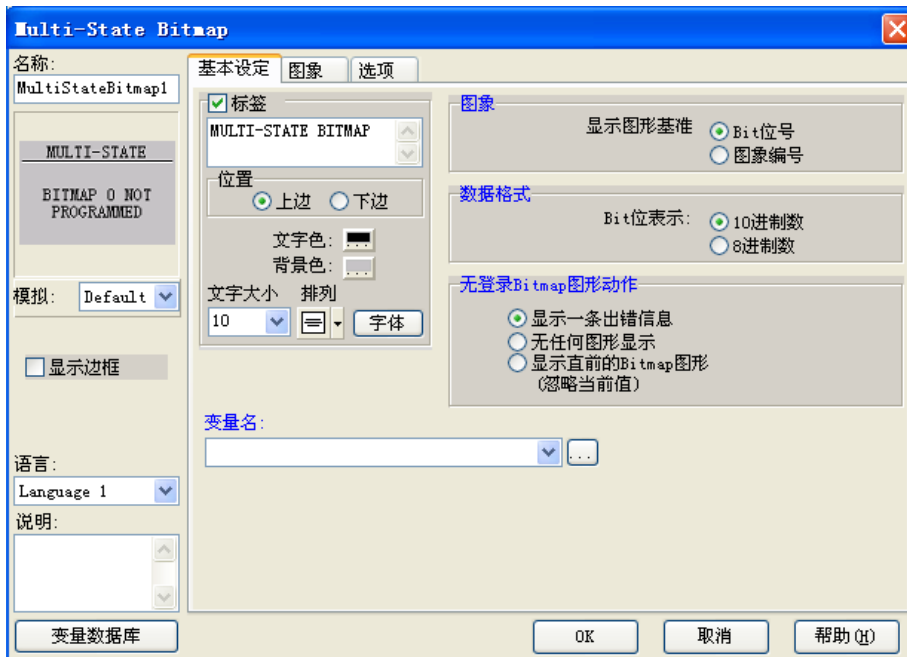 Multi-State Bitmap
名称:
MultiStateBitmap1
MULTI-STATE
BITMAP 0 NOT
PROGRAMMED
模拟: Default
显示边框
语言:
Language 1
说明:
变量数据库
基本设定 图象 选项
标签
MULTI-STATE BITMAP
位置
上边 下边
文字色: ...
背景色: ...
文字大小 排列
10 字体
图象
显示图形基准 Bit位号
图象编号
数据格式
Bit位表示: 10进制数
8进制数
无登录Bitmap图形动作
显示一条出错信息
无任何图形显示
显示直前的Bitmap图形
(忽略当前值)
变量名:
...
OK 取消 帮助(H)